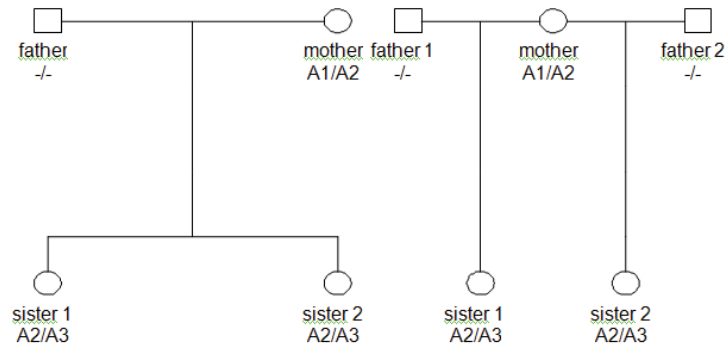 father mother father 1 mother father 2
-/- A1/A2 -/- A1/A2 -/-
sister 1 sister 2 sister 1 sister 2
A2/A3 A2/A3 A2/A3 A2/A3